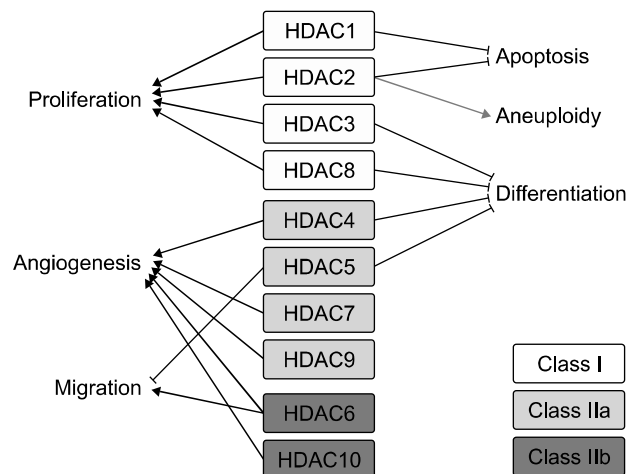 HDAC1
HDAC2
HDAC3
HDAC8
HDAC4
HDAC5
HDAC7
HDAC9
HDAC6
HDAC10
Proliferation
Angiogenesis
Migration
Apoptosis
Aneuploidy
Differentiation
Class I
Class IIa
Class IIb